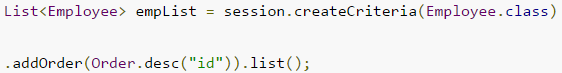 List<Employee> empList = session.createCriteria(Employee.class)
.addOrder(Order.desc("id")).list();